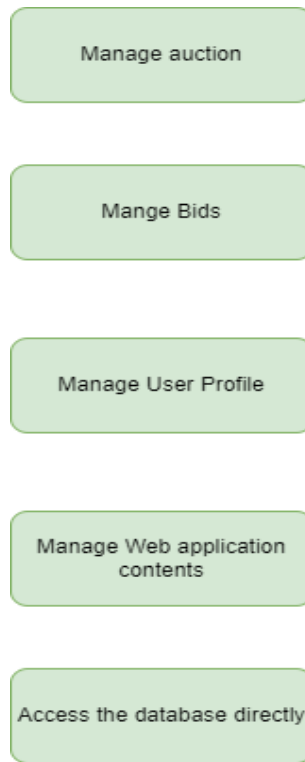 Manage auction
Mange Bids
Manage User Profile
Manage Web application
contents
Access the database directly